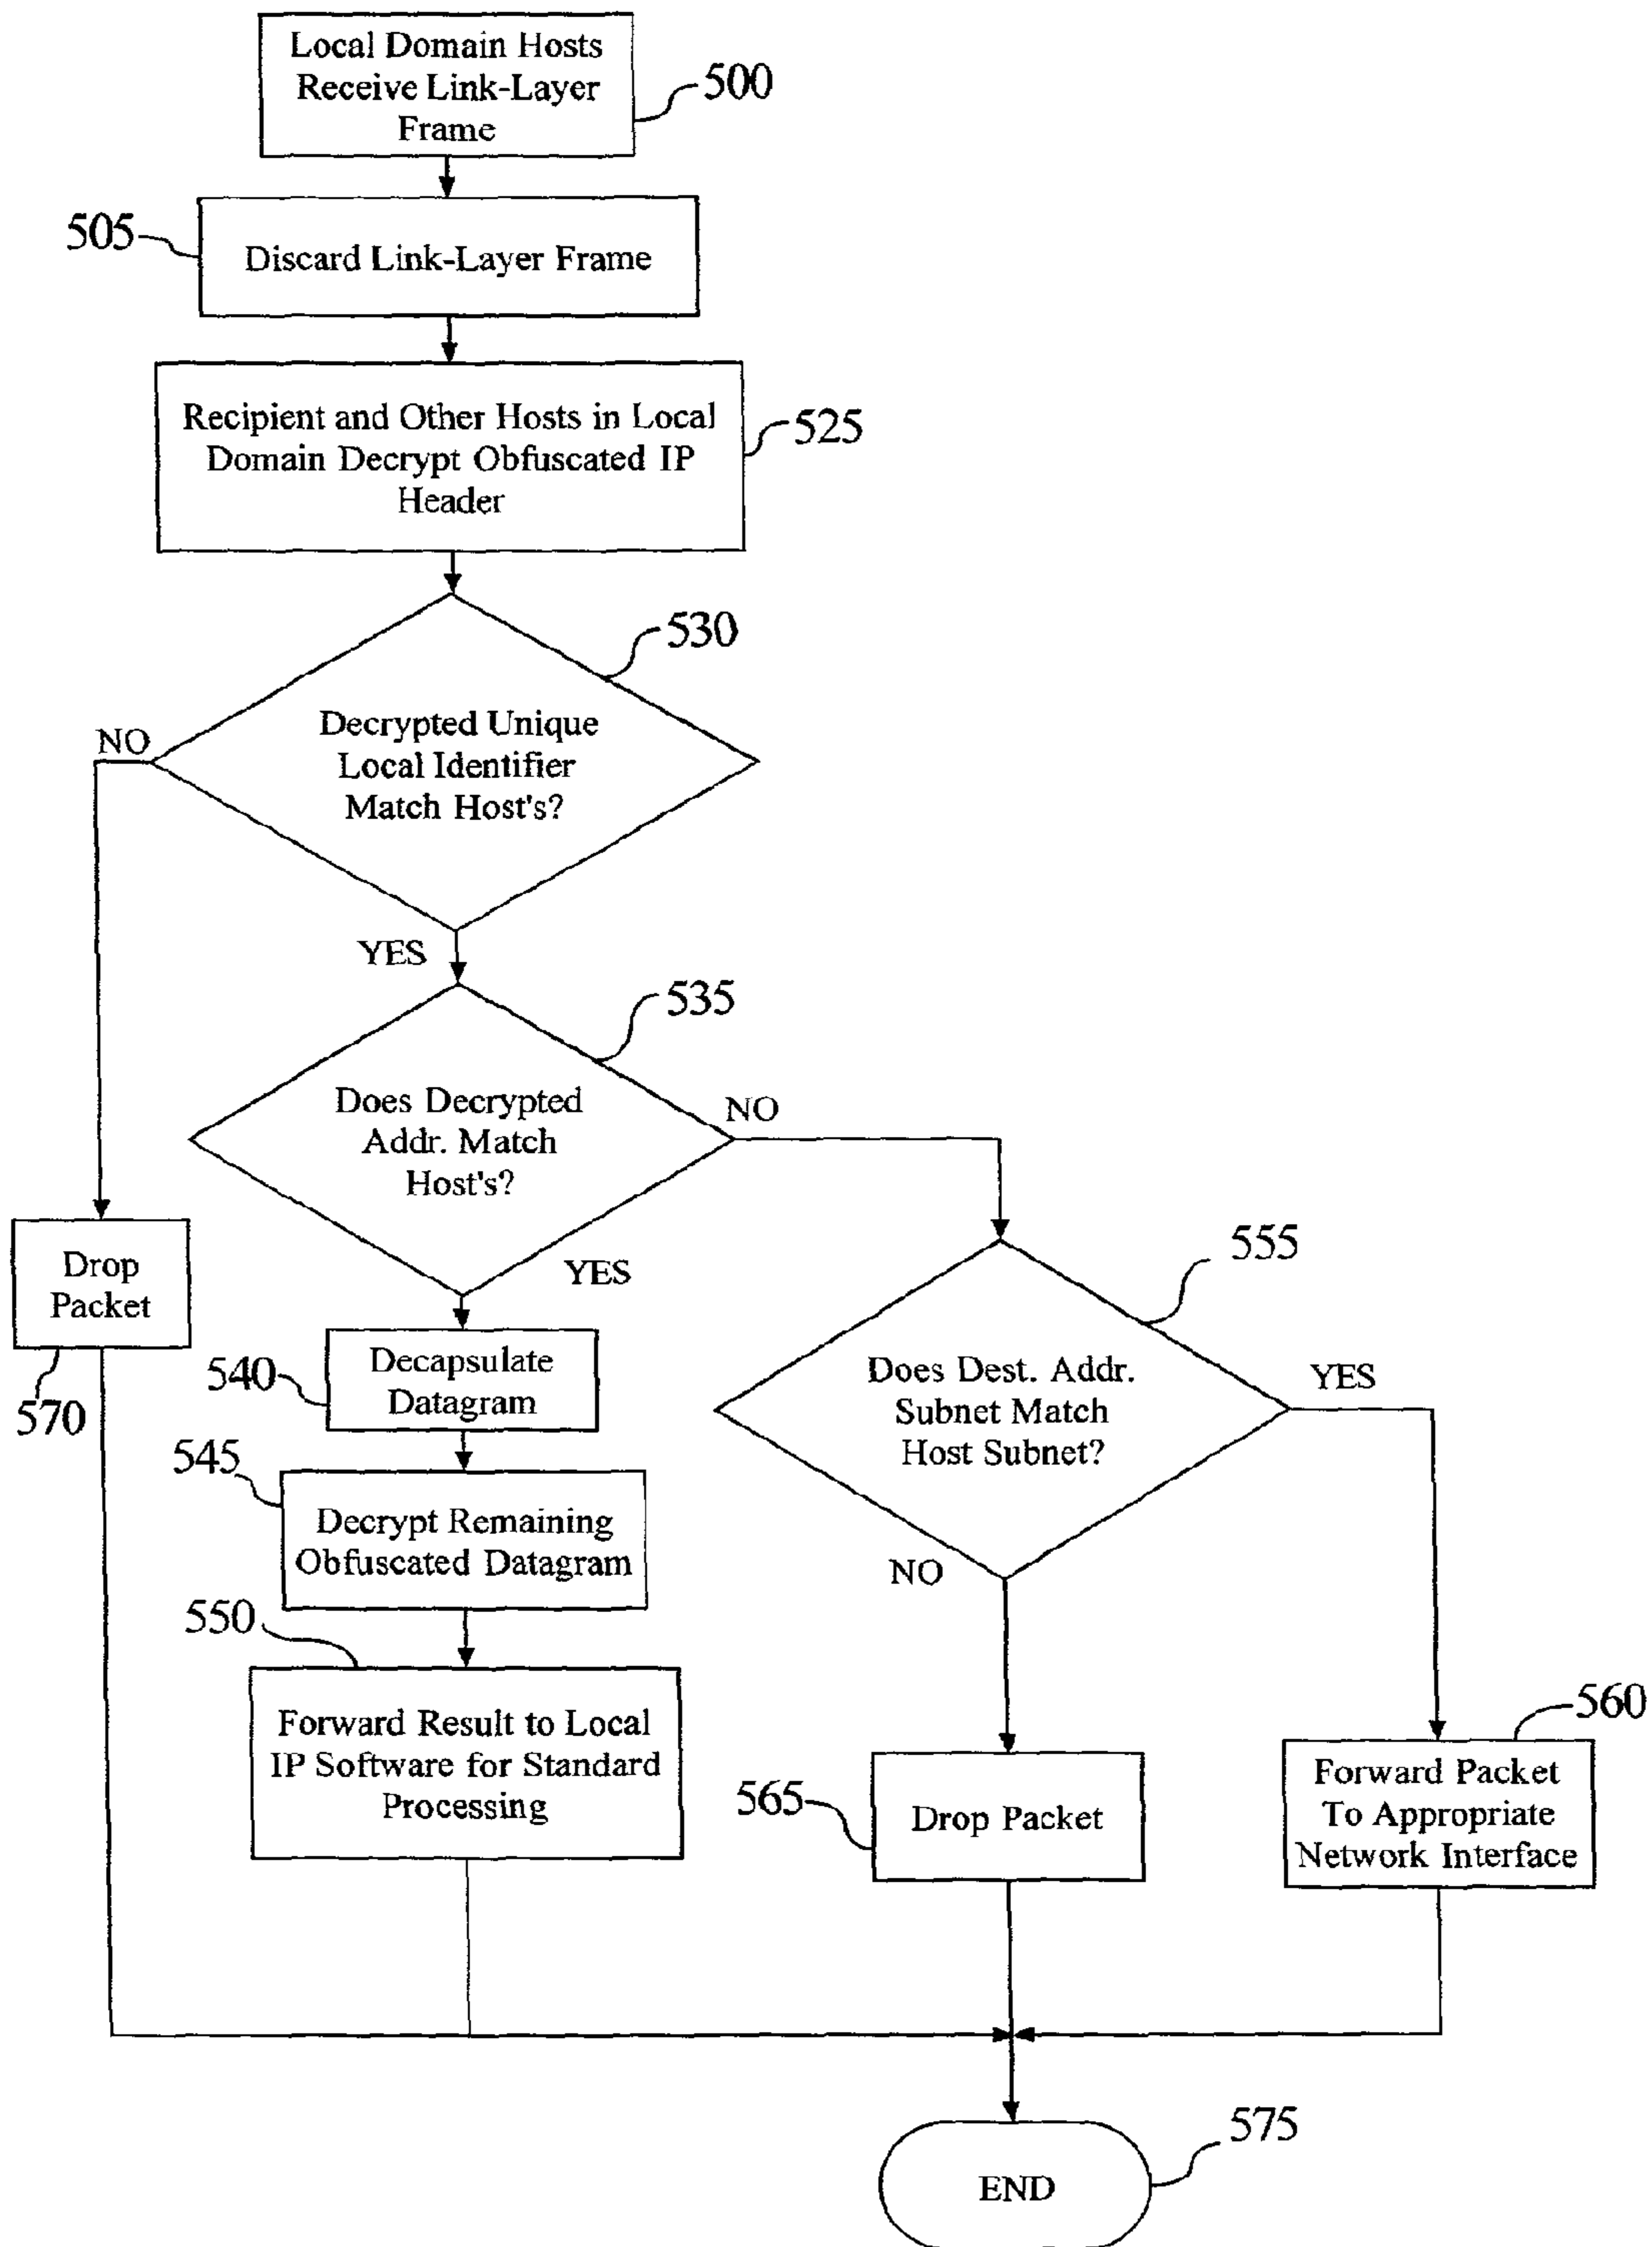 Local Domain Hosts
Receive Link-Layer
Frame
500
505
Discard Link-Layer Frame
Recipient and Other Hosts in Local
Domain Decrypt Obfuscated IP
Header
525
530
Decrypted Unique
Local Identifier
Match Host's?
NO
YES
535
Does Decrypted
Addr. Match
Host's?
NO
YES
Drop
Packet
570
540
Decapsulate
Datagram
545
Decrypt Remaining
Obfuscated Datagram
550
Forward Result to Local
IP Software for Standard
Processing
555
Does Dest. Addr.
Subnet Match
Host Subnet?
YES
NO
565
Drop Packet
560
Forward Packet
To Appropriate
Network Interface
END
575